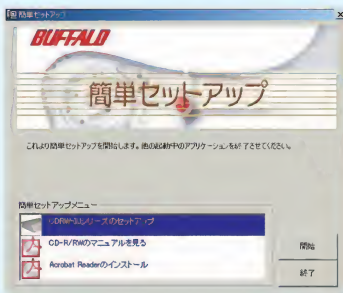 簡単セットアップ
BUFFALO
簡単セットアップ
これより簡単セットアップを開始します。他の起動中のアプリケーションを終了させてください。
簡単セットアップメニュー
のセットアップ
CD-R/RWのマニュアルを見る
開始
Acrobat Readerのインストール
終了